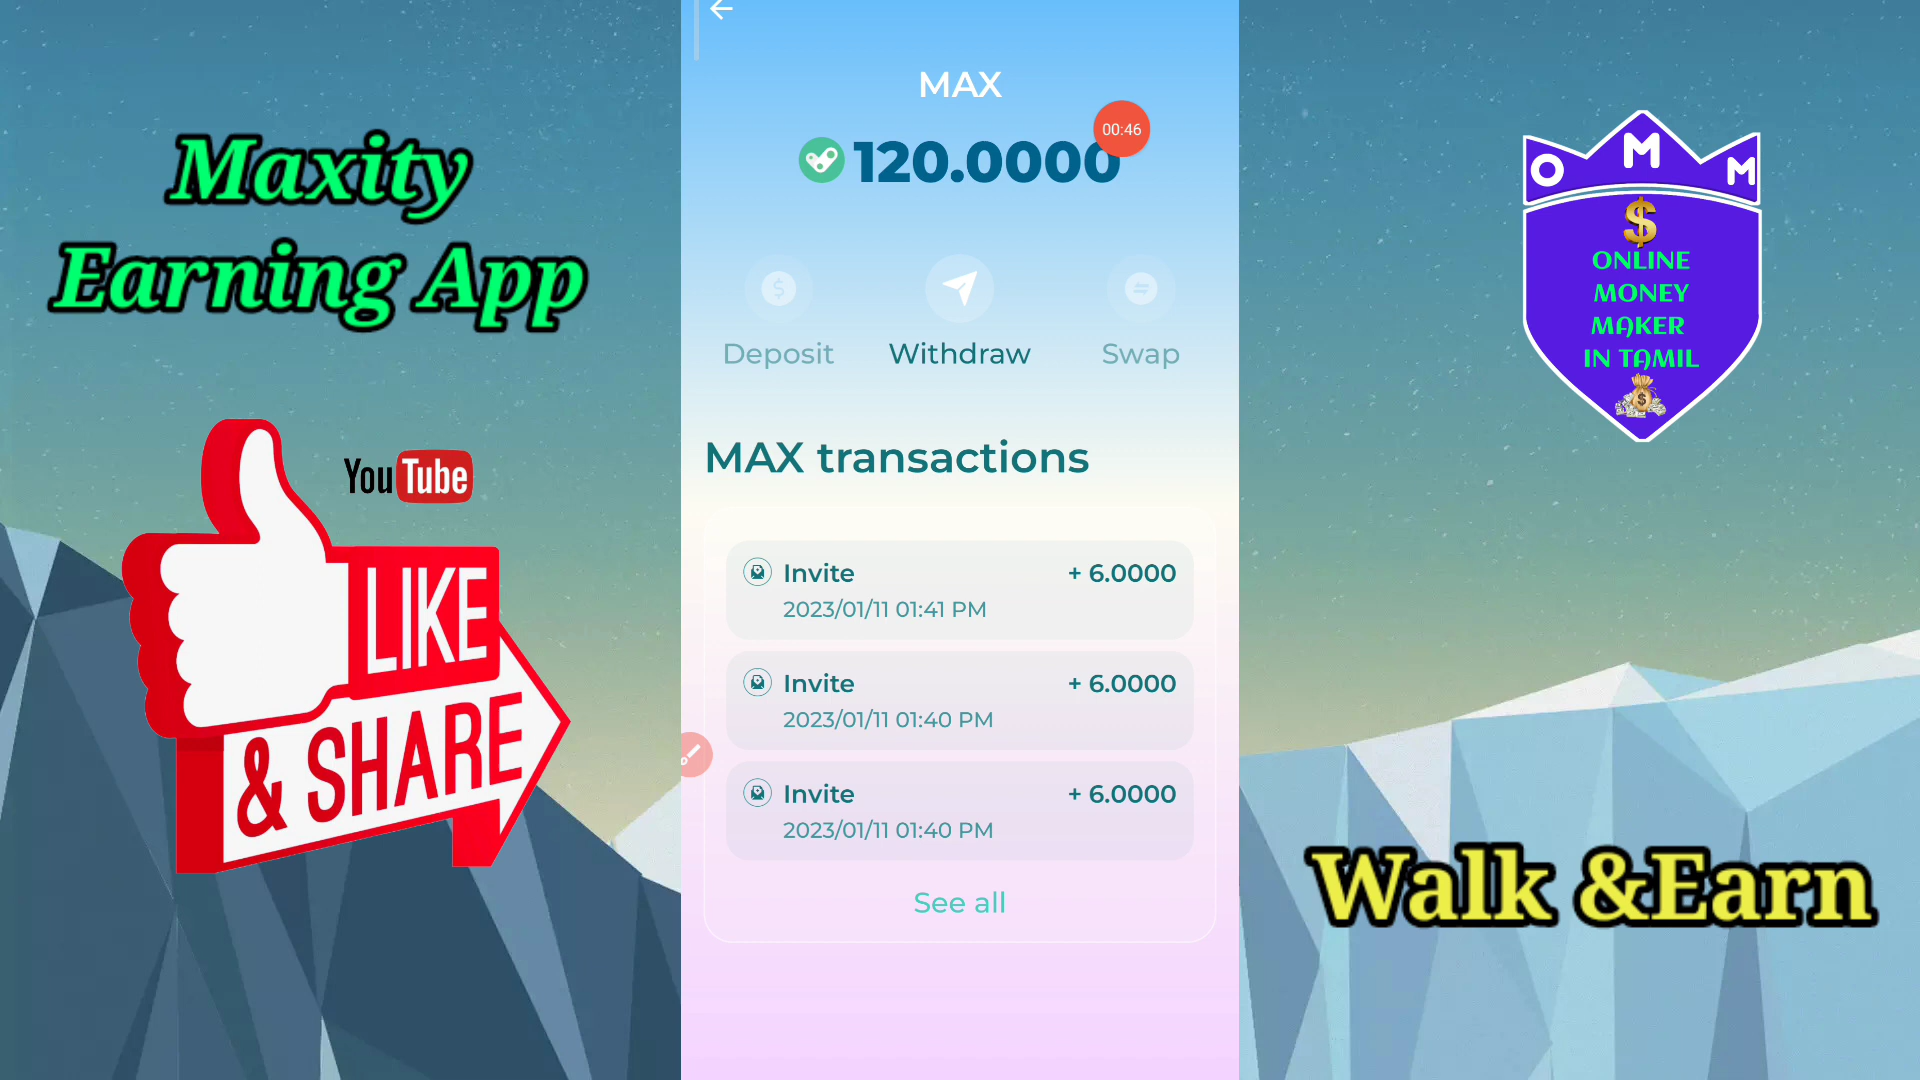 Maxity
Earning App
YouTube
LIKE
& SHARE
MAX
120.0000
00:46
Deposit
Withdraw
Swap
MAX transactions
Invite
+ 6.0000
2023/01/11 01:41 PM
Invite
+ 6.0000
2023/01/11 01:40 PM
Invite
+ 6.0000
2023/01/11 01:40 PM
See all
O M M
$
ONLINE
MONEY
MAKER
IN TAMIL
$
Walk &Earn